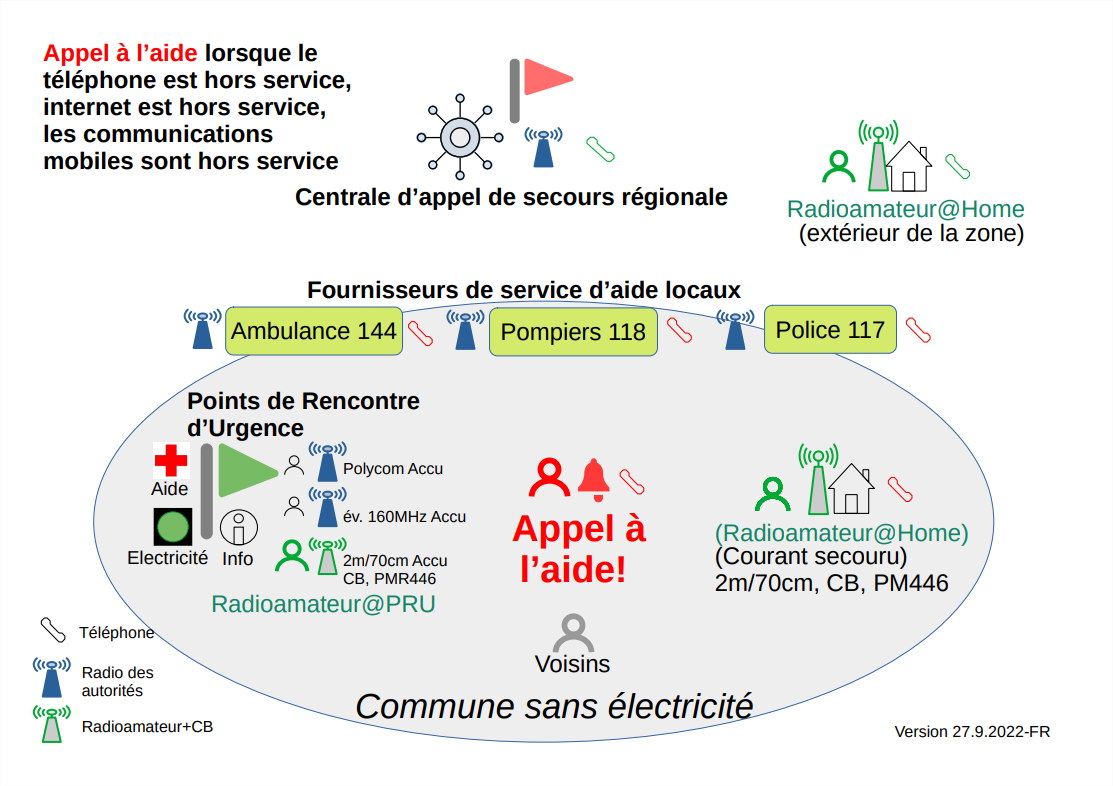 Appel à l’aide lorsque le
téléphone est hors service,
internet est hors service,
les communications
mobiles sont hors service
Centrale d’appel de secours régionale
Radioamateur@Home
(extérieur de la zone)
Fournisseurs de service d’aide locaux
Ambulance 144
Pompiers 118
Police 117
Points de Rencontre
d’Urgence
Aide
Electricité
Info
Polycom Accu
év. 160MHz Accu
2m/70cm Accu
CB, PMR446
Radioamateur@PRU
Appel à
l’aide!
(Radioamateur@Home)
(Courant secouru)
2m/70cm, CB, PM446
Voisins
Commune sans électricité
Téléphone
Radio des
autorités
Radioamateur+CB
Version 27.9.2022-FR